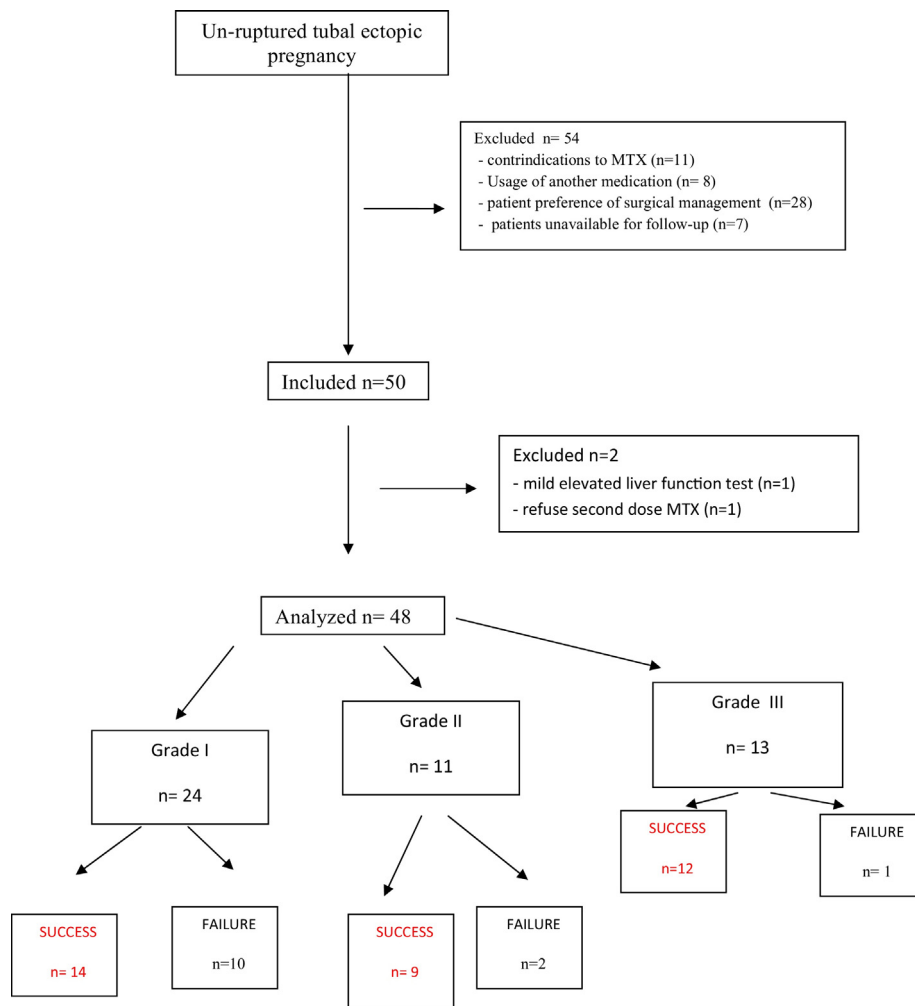 Un-ruptured tubal ectopic
pregnancy
Excluded  n= 54
- contrindications to MTX (n=11)
- Usage of another medication (n= 8)
- patient preference of surgical management  (n=28)
-  patients unavailable for follow-up (n=7)
Included n=50
Excluded n=2
- mild elevated liver function test (n=1)
- refuse second dose MTX (n=1)
Analyzed n= 48
Grade I
n= 24
Grade II
n= 11
Grade  III
n= 13
SUCCESS
n= 14
FAILURE
n=10
SUCCESS
n= 9
FAILURE
n=2
SUCCESS
n=12
FAILURE
n= 1